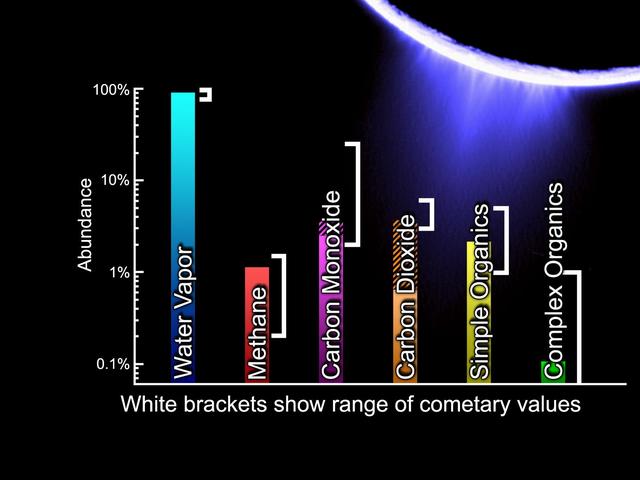 100%
10%
1%
0.1%
Abundance
Water Vapor
Methane
Carbon Monoxide
Carbon Dioxide
Simple Organics
Complex Organics
White brackets show range of cometary values